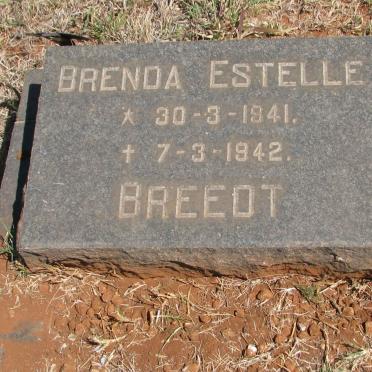 BRENDA ESTELLE
* 30-3-1941.
† 7-3-1942.
BREEDT